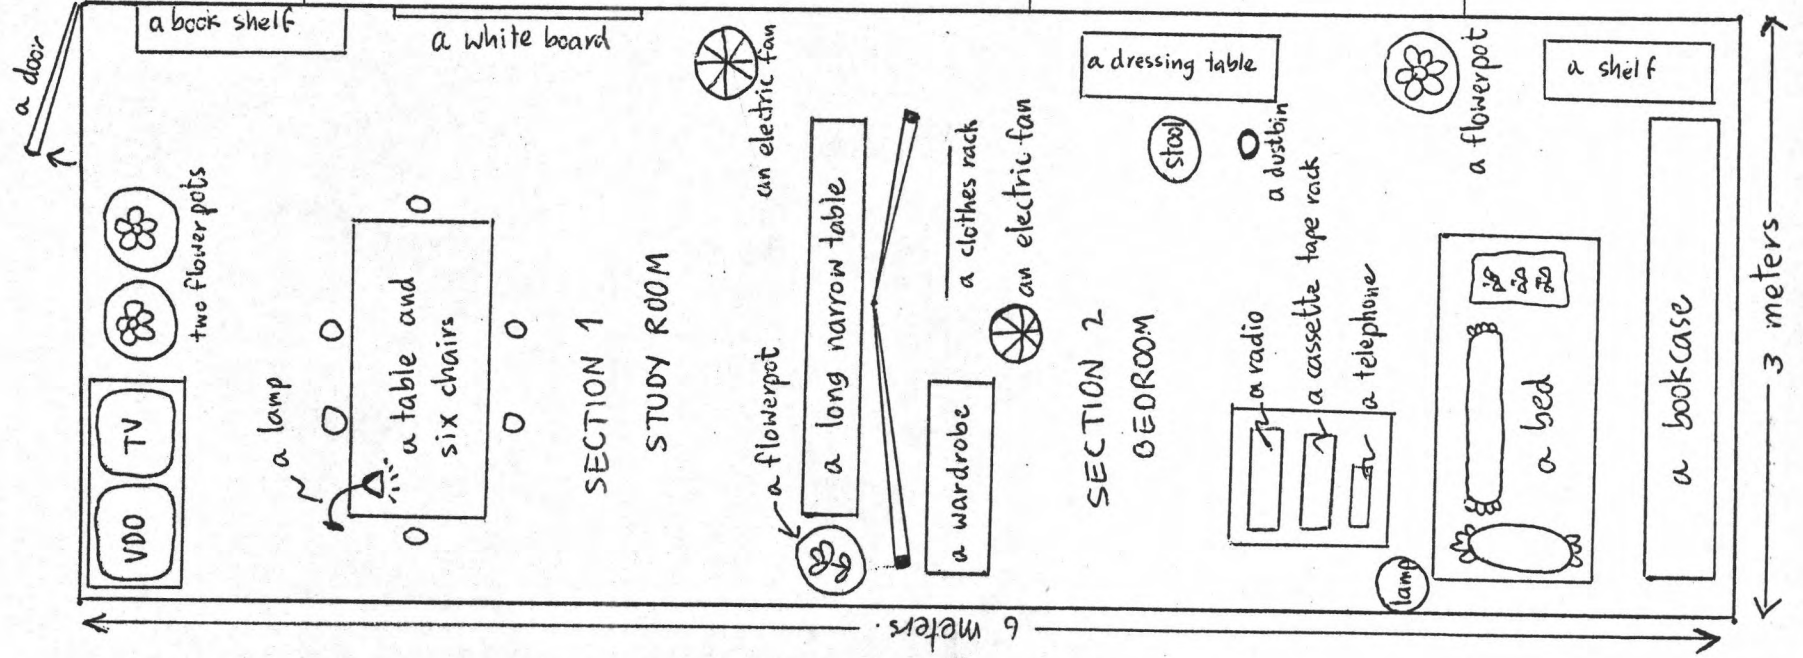 a door
a book shelf
a white board
an electric fan
a dressing table
a flowerpot
a shelf
two flowerpots
TV
VDO
a lamp
a table and
six chairs
SECTION 1
STUDY ROOM
a flowerpot
a long narrow table
a clothes rack
an electric fan
a wardrobe
SECTION 2
BEDROOM
stool
a dustbin
a radio
a cassette tape rack
a telephone
lamp
a bed
a bookcase
3 meters
6 meters.